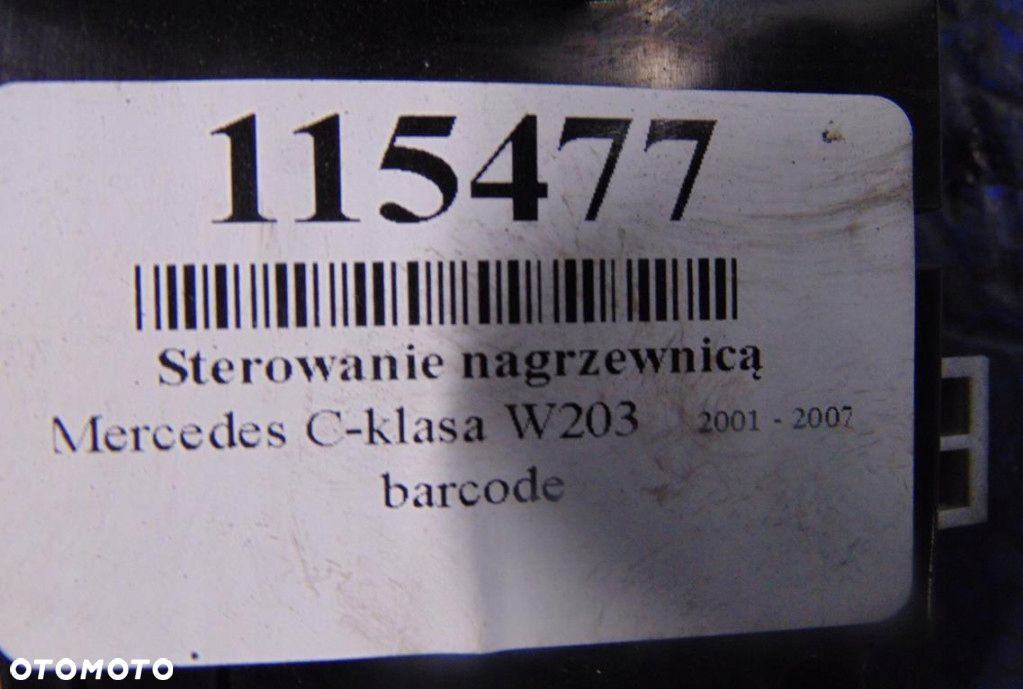 115477
Sterowanie nagrzewnicą
Mercedes C-klasa W203 2001 - 2007
barcode
OTOMOTO